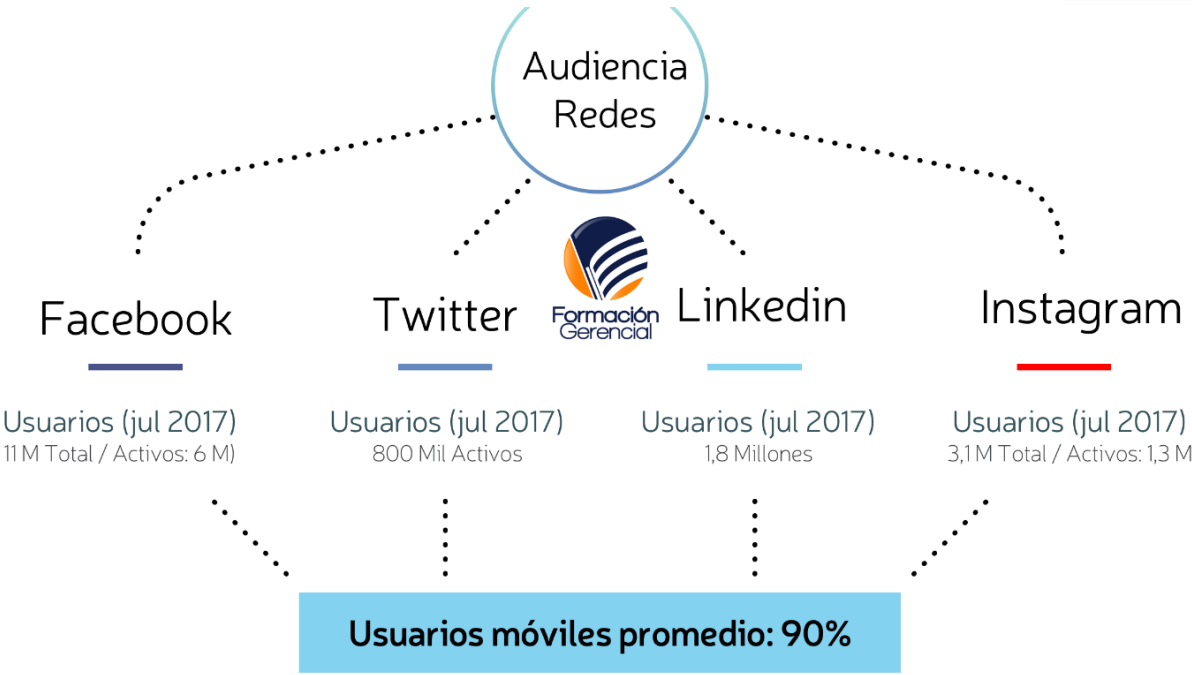 Audiencia
Redes
Facebook
Twitter
Formación
Gerencial
Linkedin
Instagram
Usuarios (jul 2017)
11 M Total / Activos: 6 M)
Usuarios (jul 2017)
800 Mil Activos
Usuarios (jul 2017)
1,8 Millones
Usuarios (jul 2017)
3,1 M Total / Activos: 1,3 M
Usuarios móviles promedio: 90%